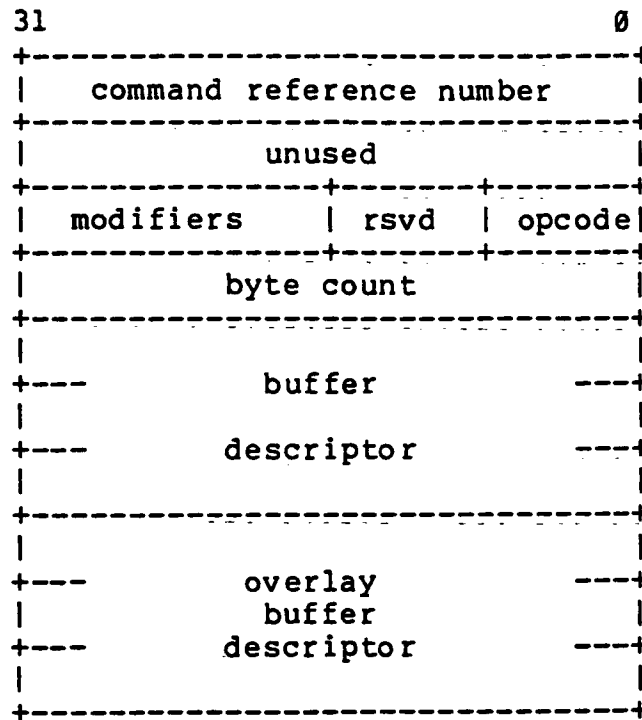 31 0
command reference number
unused
modifiers | rsvd | opcode
byte count
buffer
descriptor
overlay
buffer
descriptor